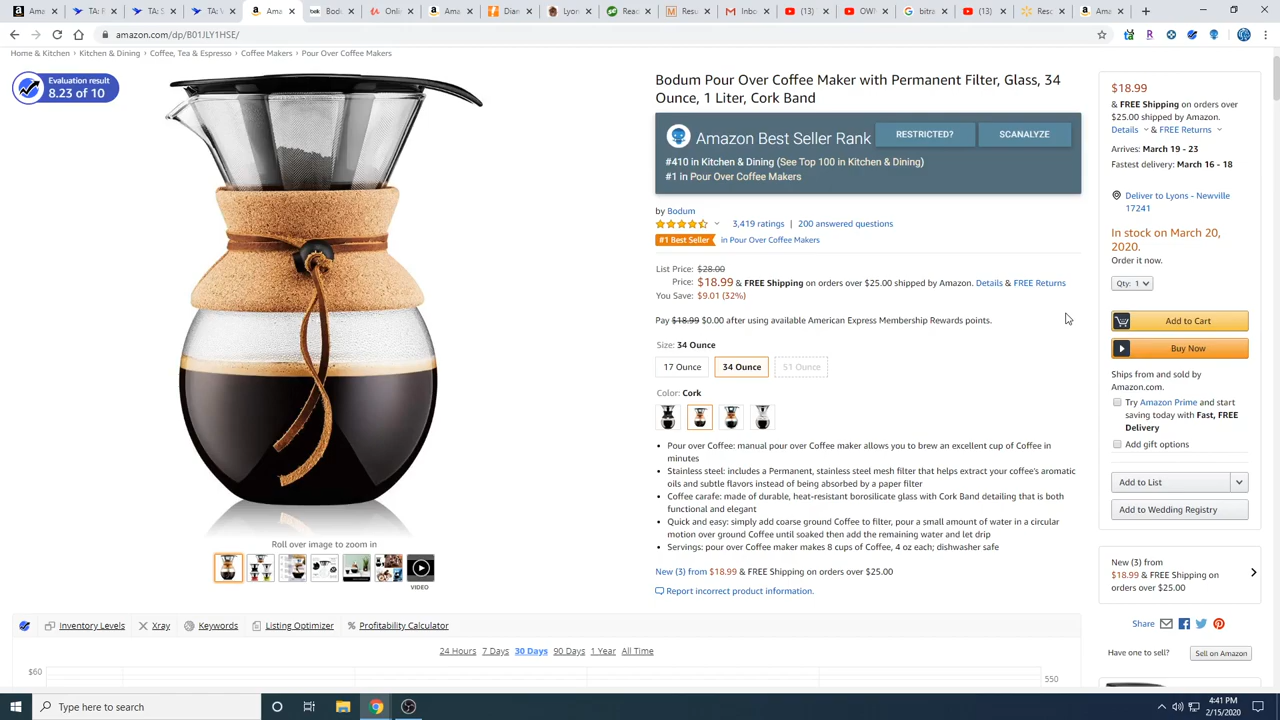 Ama
TA: S
TA: V
Ama
Bod
Onlin
Ama
Ama
Dian
Lyon
Read
Resu
Inbo
(13)
OWN
bitra
(13)
Rest
Ama
amazon.com/dp/B01JLY1HSE/
Home & Kitchen › Kitchen & Dining › Coffee, Tea & Espresso › Coffee Makers › Pour Over Coffee Makers
Evaluation result
8.23 of 10
Bodum Pour Over Coffee Maker with Permanent Filter, Glass, 34
Ounce, 1 Liter, Cork Band
Amazon Best Seller Rank
RESTRICTED?
SCANALYZE
#410 in Kitchen & Dining (See Top 100 in Kitchen & Dining)
#1 in Pour Over Coffee Makers
by Bodum
3,419 ratings | 200 answered questions
#1 Best Seller in Pour Over Coffee Makers
List Price: $28.00
Price: $18.99 & FREE Shipping on orders over $25.00 shipped by Amazon. Details & FREE Returns
You Save: $9.01 (32%)
Pay $18.99 $0.00 after using available American Express Membership Rewards points.
Size: 34 Ounce
17 Ounce
34 Ounce
51 Ounce
Color: Cork
• Pour over Coffee: manual pour over Coffee maker allows you to brew an excellent cup of Coffee in
minutes
• Stainless steel: includes a Permanent, stainless steel mesh filter that helps extract your coffee's aromatic
oils and subtle flavors instead of being absorbed by a paper filter
• Coffee carafe: made of durable, heat-resistant borosilicate glass with Cork Band detailing that is both
functional and elegant
• Quick and easy: simply add coarse ground Coffee to filter, pour a small amount of water in a circular
motion over ground Coffee until soaked then add the remaining water and let drip
• Servings: pour over Coffee maker makes 8 cups of Coffee, 4 oz each; dishwasher safe
New (3) from $18.99 & FREE Shipping on orders over $25.00
Report incorrect product information.
$18.99
& FREE Shipping on orders over
$25.00 shipped by Amazon.
Details & FREE Returns
Arrives: March 19 - 23
Fastest delivery: March 16 - 18
Deliver to Lyons - Newville
17241
In stock on March 20,
2020.
Order it now.
Qty: 1
Add to Cart
Buy Now
Ships from and sold by
Amazon.com.
Try Amazon Prime and start
saving today with Fast, FREE
Delivery
Add gift options
Add to List
Add to Wedding Registry
New (3) from
$18.99 & FREE Shipping on
orders over $25.00
Share
Have one to sell?
Sell on Amazon
Roll over image to zoom in
VIDEO
Inventory Levels
Xray
Keywords
Listing Optimizer
Profitability Calculator
24 Hours 7 Days 30 Days 90 Days 1 Year All Time
$60
550
Type here to search
4:41 PM
2/15/2020